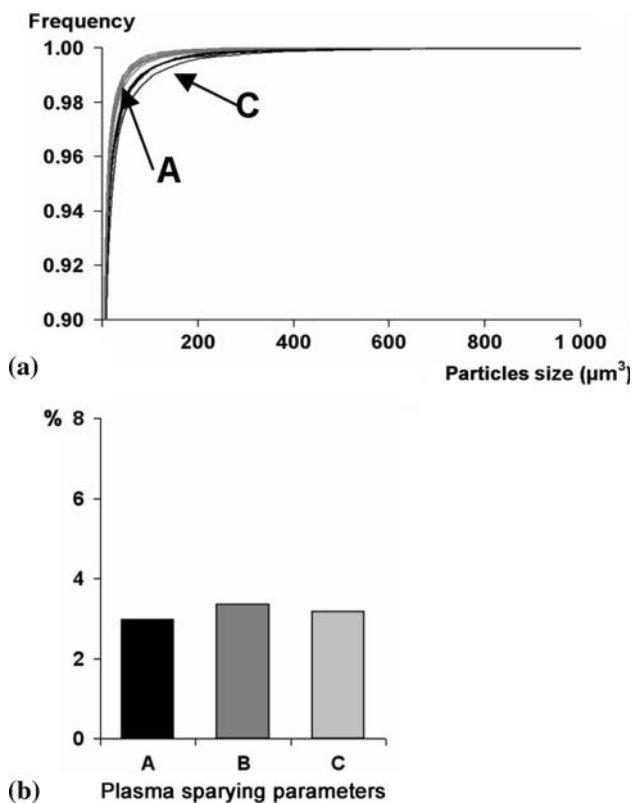 Frequency
1.00
0.98
0.96
0.94
0.92
0.90
C
A
200 400 600 800 1 000
Particles size (µm³)
(a)
%
8
6
4
2
0
A B C
(b) Plasma sparying parameters